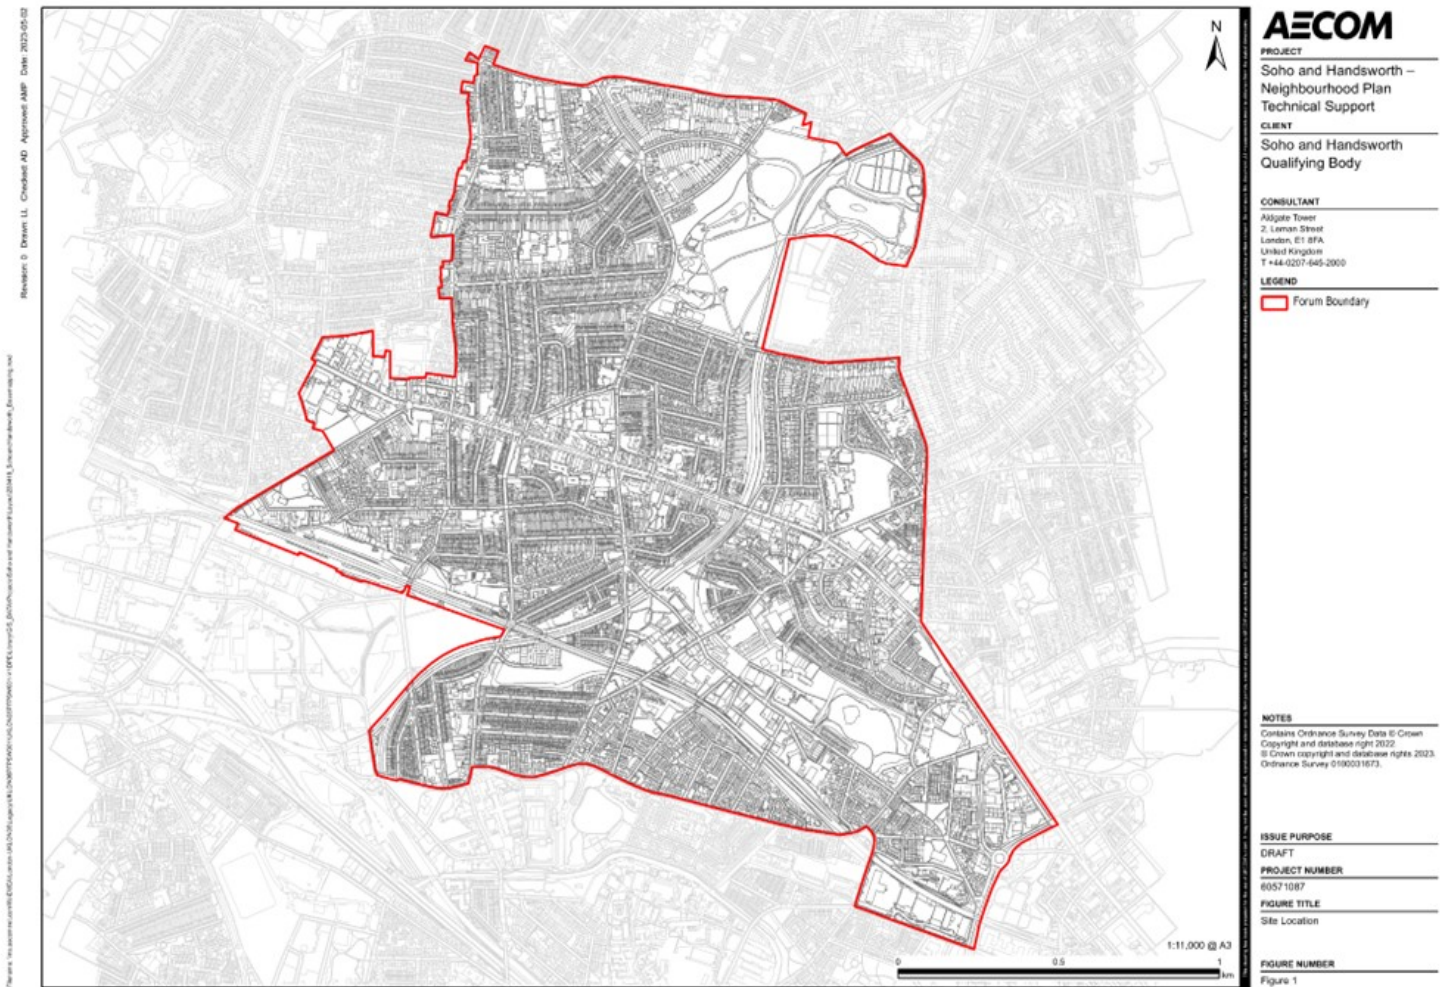 Revision: 0 Drawn: LL Checked: AD Approved: AMP Date: 2023-05-02
N
1:11,000 @ A3
0
0.5
1
km
AECOM
PROJECT
Soho and Handsworth –
Neighbourhood Plan
Technical Support
CLIENT
Soho and Handsworth
Qualifying Body
CONSULTANT
Aldgate Tower
2, Leman Street
London, E1 8FA
United Kingdom
T +44-0207-645-2000
LEGEND
Forum Boundary
NOTES
Contains Ordnance Survey Data © Crown
Copyright and database right 2022.
© Crown copyright and database rights 2023.
Ordnance Survey 0100031673.
ISSUE PURPOSE
DRAFT
PROJECT NUMBER
60571087
FIGURE TITLE
Site Location
FIGURE NUMBER
Figure 1